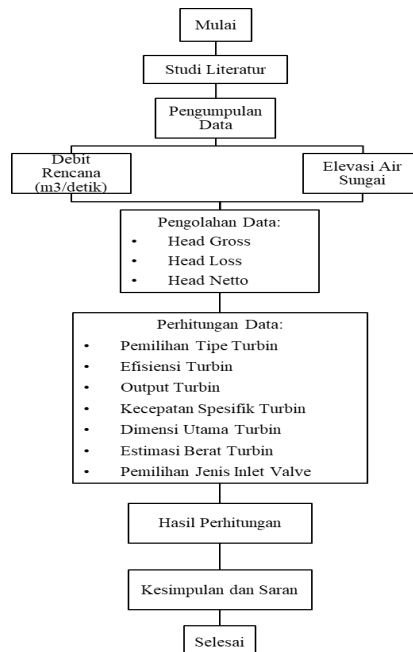 Mulai
Studi Literatur
Pengumpulan
Data
Debit
Rencana
(m3/detik)
Elevasi Air
Sungai
Pengolahan Data:
• Head Gross
• Head Loss
• Head Netto
Perhitungan Data:
• Pemilihan Tipe Turbin
• Efisiensi Turbin
• Output Turbin
• Kecepatan Spesifik Turbin
• Dimensi Utama Turbin
• Estimasi Berat Turbin
• Pemilihan Jenis Inlet Valve
Hasil Perhitungan
Kesimpulan dan Saran
Selesai